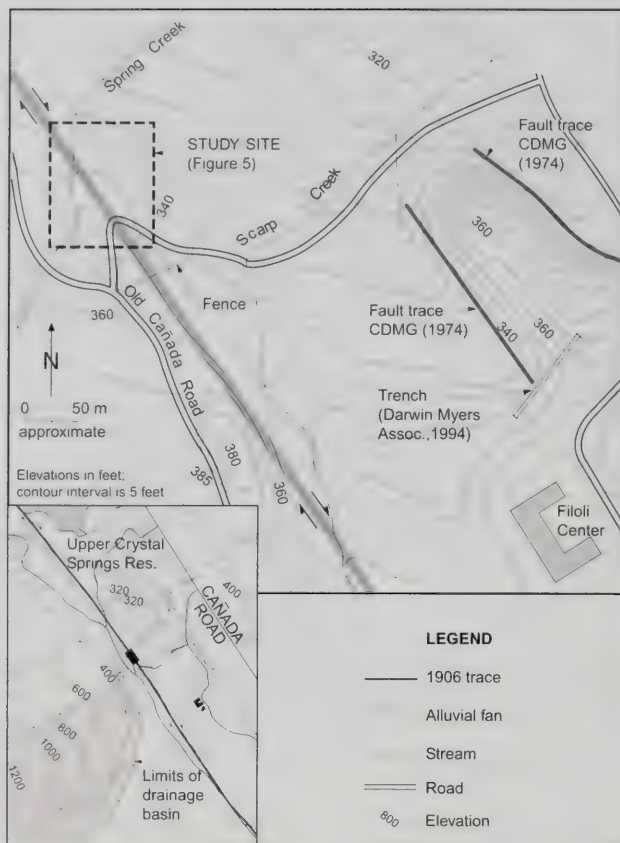 Spring Creek
320
STUDY SITE
(Figure 5)
Fault trace
CDMG
(1974)
340
Scarp Creek
360
Fence
360
Old Cañada Road
Fault trace
CDMG (1974)
340
360
N
0 50 m
approximate
Trench
(Darwin Myers
Assoc.,1994)
380
385
360
Elevations in feet;
contour interval is 5 feet
Filoli
Center
Upper Crystal
Springs Res.
320
320
400
CAÑADA
ROAD
400
600
800
1000
1200
Limits of
drainage
basin
LEGEND
1906 trace
Alluvial fan
Stream
Road
800 Elevation